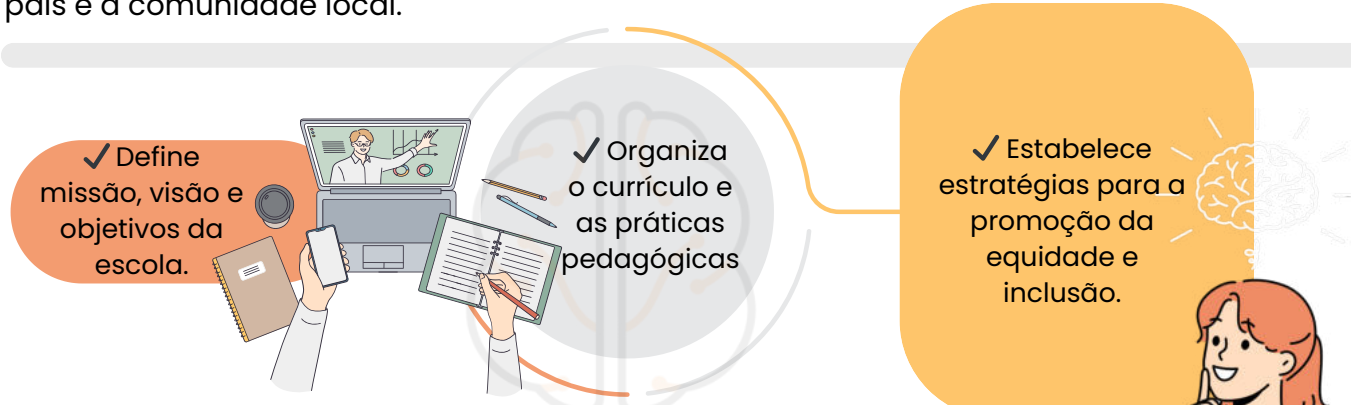 pais e a comunidade local.
✓ Define
missão, visão e
objetivos da
escola.
✓ Organiza
o currículo e
as práticas
pedagógicas
✓ Estabelece
estratégias para a
promoção da
equidade e
inclusão.